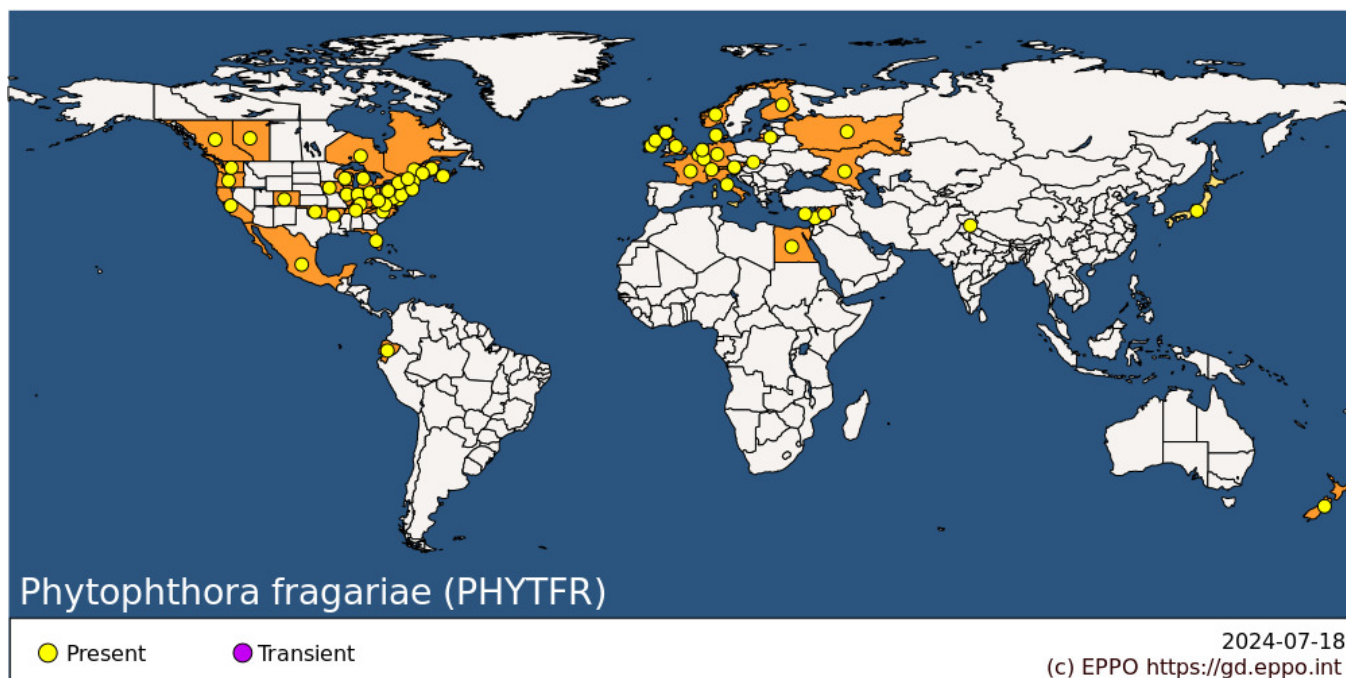 Phytophthora fragariae (PHYTFR)
Present
Transient
2024-07-18
(c) EPPO https://gd.eppo.int